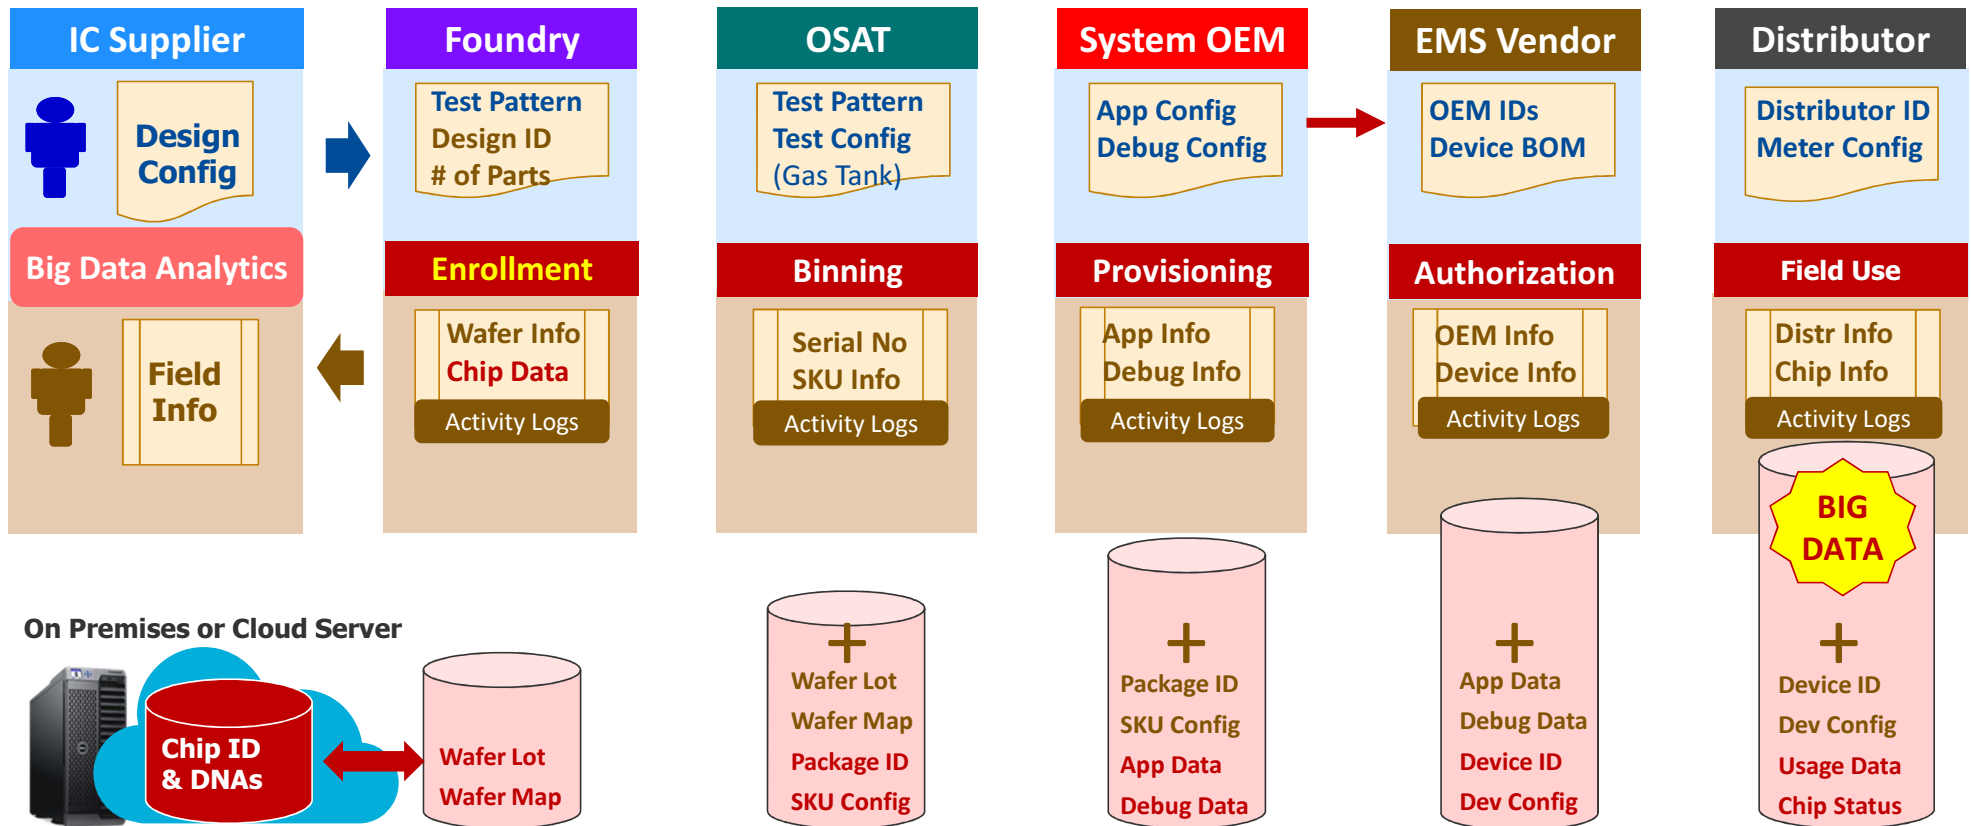 IC Supplier
Foundry
OSAT
System OEM
EMS Vendor
Distributor
Design
Config
Test Pattern
Design ID
# of Parts
Test Pattern
Test Config
(Gas Tank)
App Config
Debug Config
OEM IDs
Device BOM
Distributor ID
Meter Config
Big Data Analytics
Enrollment
Binning
Provisioning
Authorization
Field Use
Field
Info
Wafer Info
Chip Data
Activity Logs
Serial No
SKU Info
Activity Logs
App Info
Debug Info
Activity Logs
OEM Info
Device Info
Activity Logs
Distr Info
Chip Info
Activity Logs
BIG
DATA
On Premises or Cloud Server
Chip ID
& DNAs
Wafer Lot
Wafer Map
+
Wafer Lot
Wafer Map
Package ID
SKU Config
+
Package ID
SKU Config
App Data
Debug Data
+
App Data
Debug Data
Device ID
Dev Config
+
Device ID
Dev Config
Usage Data
Chip Status